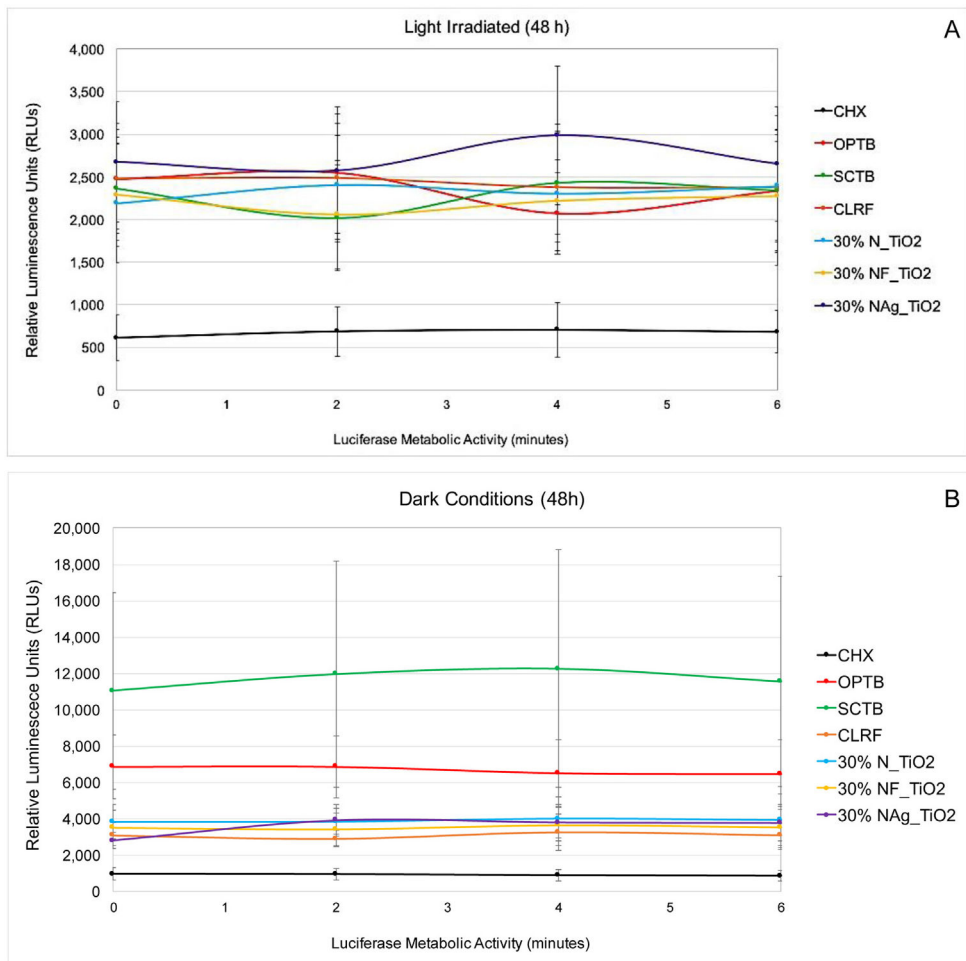 Light Irradiated (48 h)
A
4,000
3,500
3,000
2,500
2,000
1,500
1,000
500
0
Relative Luminescence Units (RLUs)
0 1 2 3 4 5 6
Luciferase Metabolic Activity (minutes)
CHX
OPTB
SCTB
CLRF
30% N_TiO2
30% NF_TiO2
30% NAg_TiO2
Dark Conditions (48h)
B
20,000
18,000
16,000
14,000
12,000
10,000
8,000
6,000
4,000
2,000
0
Relative Luminescece Units (RLUs)
0 1 2 3 4 5 6
Luciferase Metabolic Activity (minutes)
CHX
OPTB
SCTB
CLRF
30% N_TiO2
30% NF_TiO2
30% NAg_TiO2